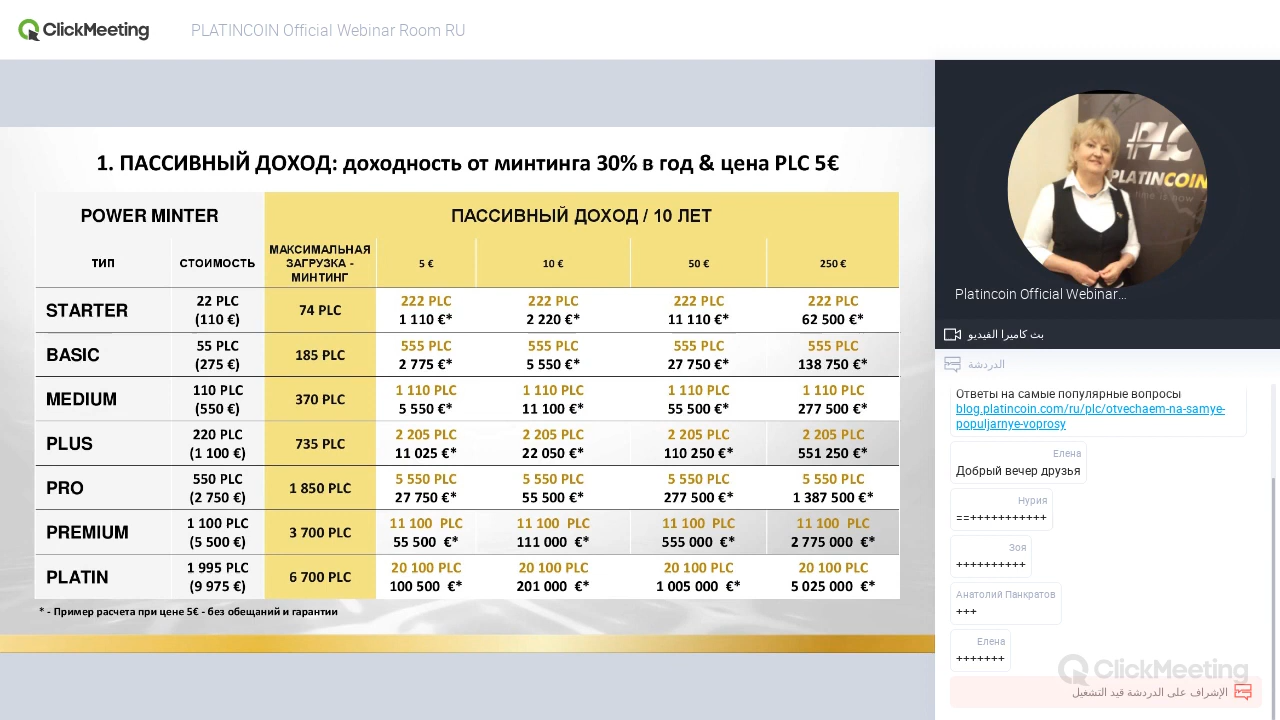 ClickMeeting
PLATINCOIN Official Webinar Room RU
1. ПАССИВНЫЙ ДОХОД: доходность от минтинга 30% в год & цена PLC 5€
POWER MINTER
ПАССИВНЫЙ ДОХОД / 10 ЛЕТ
ТИП
СТОИМОСТЬ
МАКСИМАЛЬНАЯ
ЗАГРУЗКА -
МИНТИНГ
5 €
10 €
50 €
250 €
STARTER
22 PLC
(110 €)
74 PLC
222 PLC
1 110 €*
222 PLC
2 220 €*
222 PLC
11 110 €*
222 PLC
62 500 €*
BASIC
55 PLC
(275 €)
185 PLC
555 PLC
2 775 €*
555 PLC
5 550 €*
555 PLC
27 750 €*
555 PLC
138 750 €*
MEDIUM
110 PLC
(550 €)
370 PLC
1 110 PLC
5 550 €*
1 110 PLC
11 100 €*
1 110 PLC
55 500 €*
1 110 PLC
277 500 €*
PLUS
220 PLC
(1 100 €)
735 PLC
2 205 PLC
11 025 €*
2 205 PLC
22 050 €*
2 205 PLC
110 250 €*
2 205 PLC
551 250 €*
PRO
550 PLC
(2 750 €)
1 850 PLC
5 550 PLC
27 750 €*
5 550 PLC
55 500 €*
5 550 PLC
277 500 €*
5 550 PLC
1 387 500 €*
PREMIUM
1 100 PLC
(5 500 €)
3 700 PLC
11 100 PLC
55 500 €*
11 100 PLC
111 000 €*
11 100 PLC
555 000 €*
11 100 PLC
2 775 000 €*
PLATIN
1 995 PLC
(9 975 €)
6 700 PLC
20 100 PLC
100 500 €*
20 100 PLC
201 000 €*
20 100 PLC
1 005 000 €*
20 100 PLC
5 025 000 €*
* - Пример расчета при цене 5€ - без обещаний и гарантии
PLC
PLATINCOIN
time is now
Platincoin Official Webinar...
بث كاميرا الفيديو
الدردشة
Ответы на самые популярные вопросы
blog.platincoin.com/ru/plc/otvechaem-na-samye-
populjarnye-voprosy
Елена
Добрый вечер друзья
Нурия
==+++++++++++
Зоя
++++++++++
Анатолий Панкратов
+++
Елена
+++++++
ClickMeeting
الإشراف على الدردشة قيد التشغيل